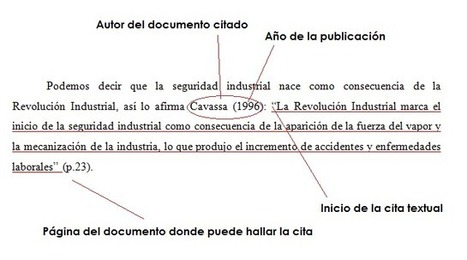 Autor del documento citado
Año de la publicación
Podemos decir que la seguridad industrial nace como consecuencia de la
Revolución Industrial, así lo afirma Cavassa (1996): “La Revolución Industrial marca el
inicio de la seguridad industrial como consecuencia de la aparición de la fuerza del vapor y
la mecanización de la industria, lo que produjo el incremento de accidentes y enfermedades
laborales” (p.23).
Inicio de la cita textual
Página del documento donde puede hallar la cita